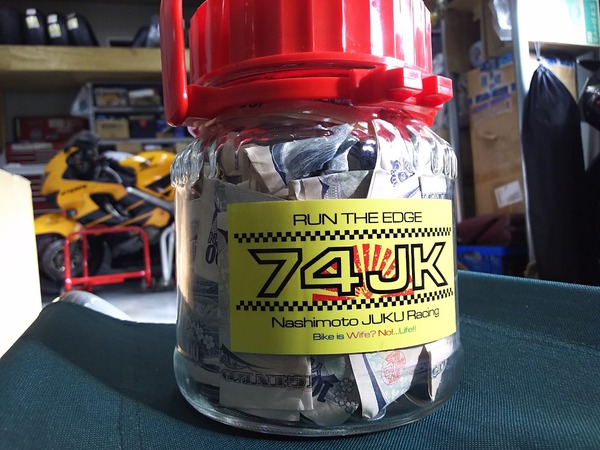 RUN THE EDGE
74JK
Nashimoto JUKU Racing
Bike is Wife? No!...Life!!